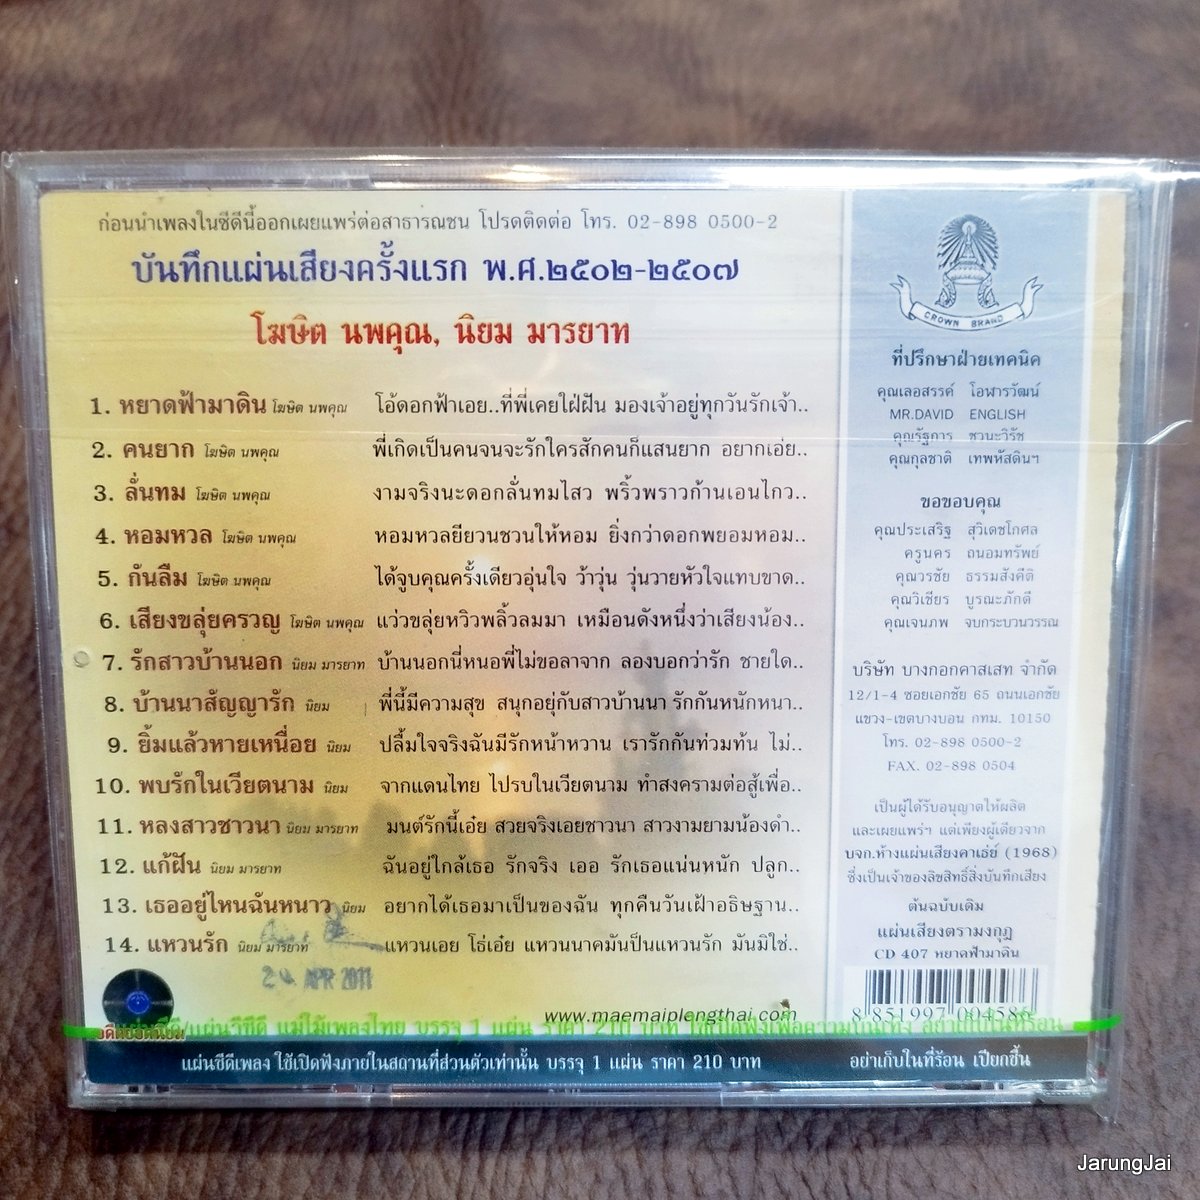 ก่อนนำเพลงในซีดีนี้ออกเผยแพร่ต่อสาธารณชน โปรดติดต่อ โทร. 02-898 0500-2
บันทึกแผ่นเสียงครั้งแรก พ.ศ.๒๕๐๒-๒๕๐๗
โฆษิต นพคุณ, นิยม มารยาท
1. หยาดฟ้ามาดิน โฆษิต นพคุณ โอ้ดอกฟ้าเอย..ที่พี่เคยใฝ่ฝัน มองเจ้าอยู่ทุกวันรักเจ้า..
2. คนยาก โฆษิต นพคุณ พี่เกิดเป็นคนจนจะรักใครสักคนก็แสนยาก อยากเอ่ย..
3. ลั่นทม โฆษิต นพคุณ งามจริงนะดอกลั่นทมไสว พริ้วพราวก้านเอนไกว..
4. หอมหวล โฆษิต นพคุณ หอมหวลยียวนชวนให้หอม ยิ่งกว่าดอกพยอมหอม..
5. กันลืม โฆษิต นพคุณ ได้จูบคุณครั้งเดียวอุ่นใจ ว้าวุ่น วุ่นวายหัวใจแทบขาด..
6. เสียงขลุ่ยครวญ โฆษิต นพคุณ แว่วขลุ่ยหวิวพลิ้วลมมา เหมือนดังหนึ่งว่าเสียงน้อง..
7. รักสาวบ้านนอก นิยม มารยาท บ้านนอกนี่หนอพี่ไม่ขอลาจาก ลองบอกว่ารัก ชายใด..
8. บ้านนาสัญญารัก นิยม พี่นี้มีความสุข สนุกอยู่กับสาวบ้านนา รักกันหนักหนา..
9. ยิ้มแล้วหายเหนื่อย นิยม ปลื้มใจจริงฉันมีรักหน้าหวาน เรารักกันท่วมท้น ไม่..
10. พบรักในเวียตนาม นิยม จากแดนไทย ไปรบในเวียตนาม ทำสงครามต่อสู้เพื่อ..
11. หลงสาวชาวนา นิยม มารยาท มนต์รักนี้เอ๋ย สวยจริงเอยชาวนา สาวงามยามน้องดำ..
12. แก้ฝัน นิยม มารยาท ฉันอยู่ใกล้เธอ รักจริง เออ รักเธอแน่นหนัก ปลูก..
13. เธออยู่ไหนฉันหนาว นิยม อยากได้เธอมาเป็นของฉัน ทุกคืนวันเฝ้าอธิษฐาน..
14. แหวนรัก นิยม มารยาท แหวนเอย โธ่เอ๋ย แหวนนาคมันป็นแหวนรัก มันมิใช่..
APR 2011
www.maemaiplengthai.com
แผ่นวีซีดี แม่ไม้เพลงไทย บรรจุ 1 แผ่น ราคา 210 บาท
แผ่นซีดีเพลง ใช้เปิดฟังภายในสถานที่ส่วนตัวเท่านั้น บรรจุ 1 แผ่น ราคา 210 บาท อย่าเก็บในที่ร้อน เปียกชื้น
CROWN BRAND
ที่ปรึกษาฝ่ายเทคนิค
คุณเลอสรรค์ โอฬารวัฒน์
MR.DAVID ENGLISH
คุณรัฐการ ชวนะวิรัช
คุณกุลชาติ เทพหัสดินฯ
ขอขอบคุณ
คุณประเสริฐ สุวิเดชโกศล
ครูนคร ถนอมทรัพย์
คุณวรชัย ธรรมสังคีติ
คุณวิเชียร บูรณะภักดี
คุณเจนภพ จบกระบวนวรรณ
บริษัท บางกอกคาสเสท จำกัด
12/1-4 ซอยเอกชัย 65 ถนนเอกชัย
แขวง-เขตบางบอน กทม. 10150
โทร. 02-898 0500-2
FAX. 02-898 0504
เป็นผู้ได้รับอนุญาตให้ผลิต
และเผยแพร่ฯ แต่เพียงผู้เดียวจาก
บจก.ห้างแผ่นเสียงคาเธ่ย์ (1968)
ซึ่งเป็นเจ้าของลิขสิทธิ์สิ่งบันทึกเสียง
ต้นฉบับเดิม
แผ่นเสียงตรามงกุฎ
CD 407 หยาดฟ้ามาดิน
8 851997 004586
JarungJai